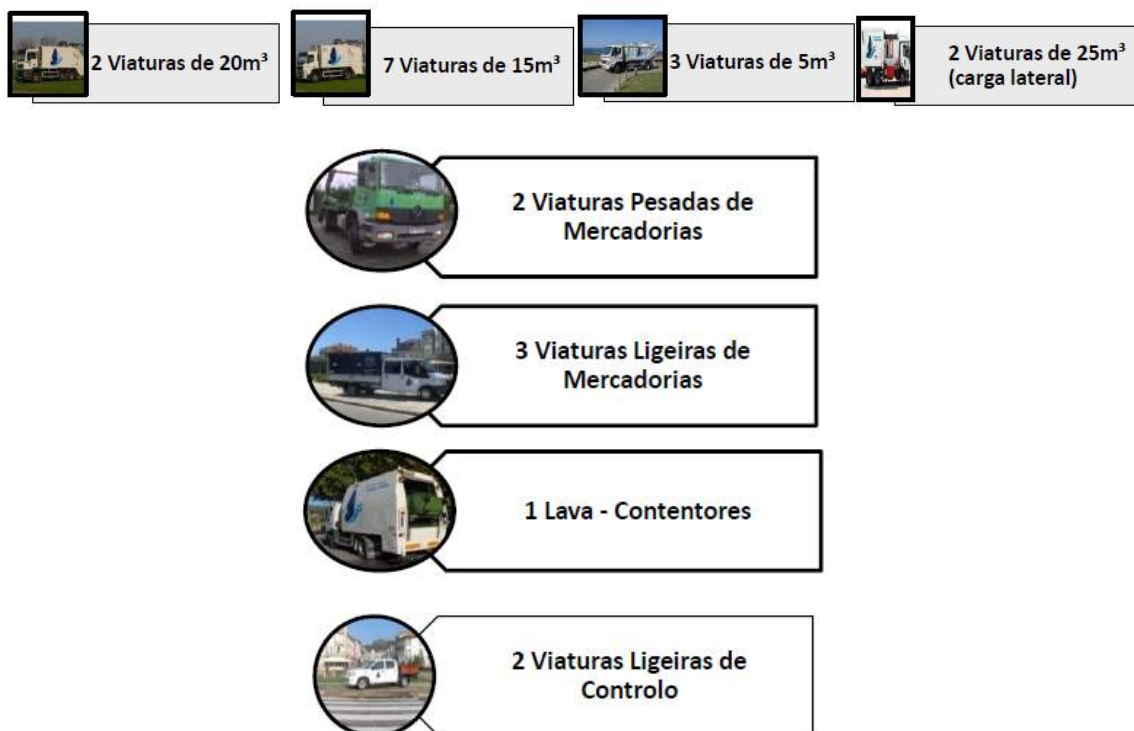 2 Viaturas de 20m³
7 Viaturas de 15m³
3 Viaturas de 5m³
2 Viaturas de 25m³
(carga lateral)
2 Viaturas Pesadas de
Mercadorias
3 Viaturas Ligeiras de
Mercadorias
1 Lava - Contentores
2 Viaturas Ligeiras de
Controlo